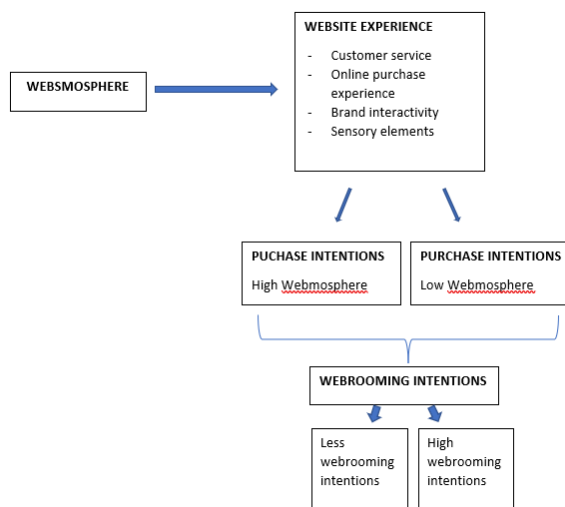 WEBSITE EXPERIENCE
- Customer service
- Online purchase
experience
- Brand interactivity
- Sensory elements
WEBSMOSPHERE
PUCHASE INTENTIONS
High Webmosphere
PURCHASE INTENTIONS
Low Webmosphere
WEBROOMING INTENTIONS
Less
webrooming
intentions
High
webrooming
intentions